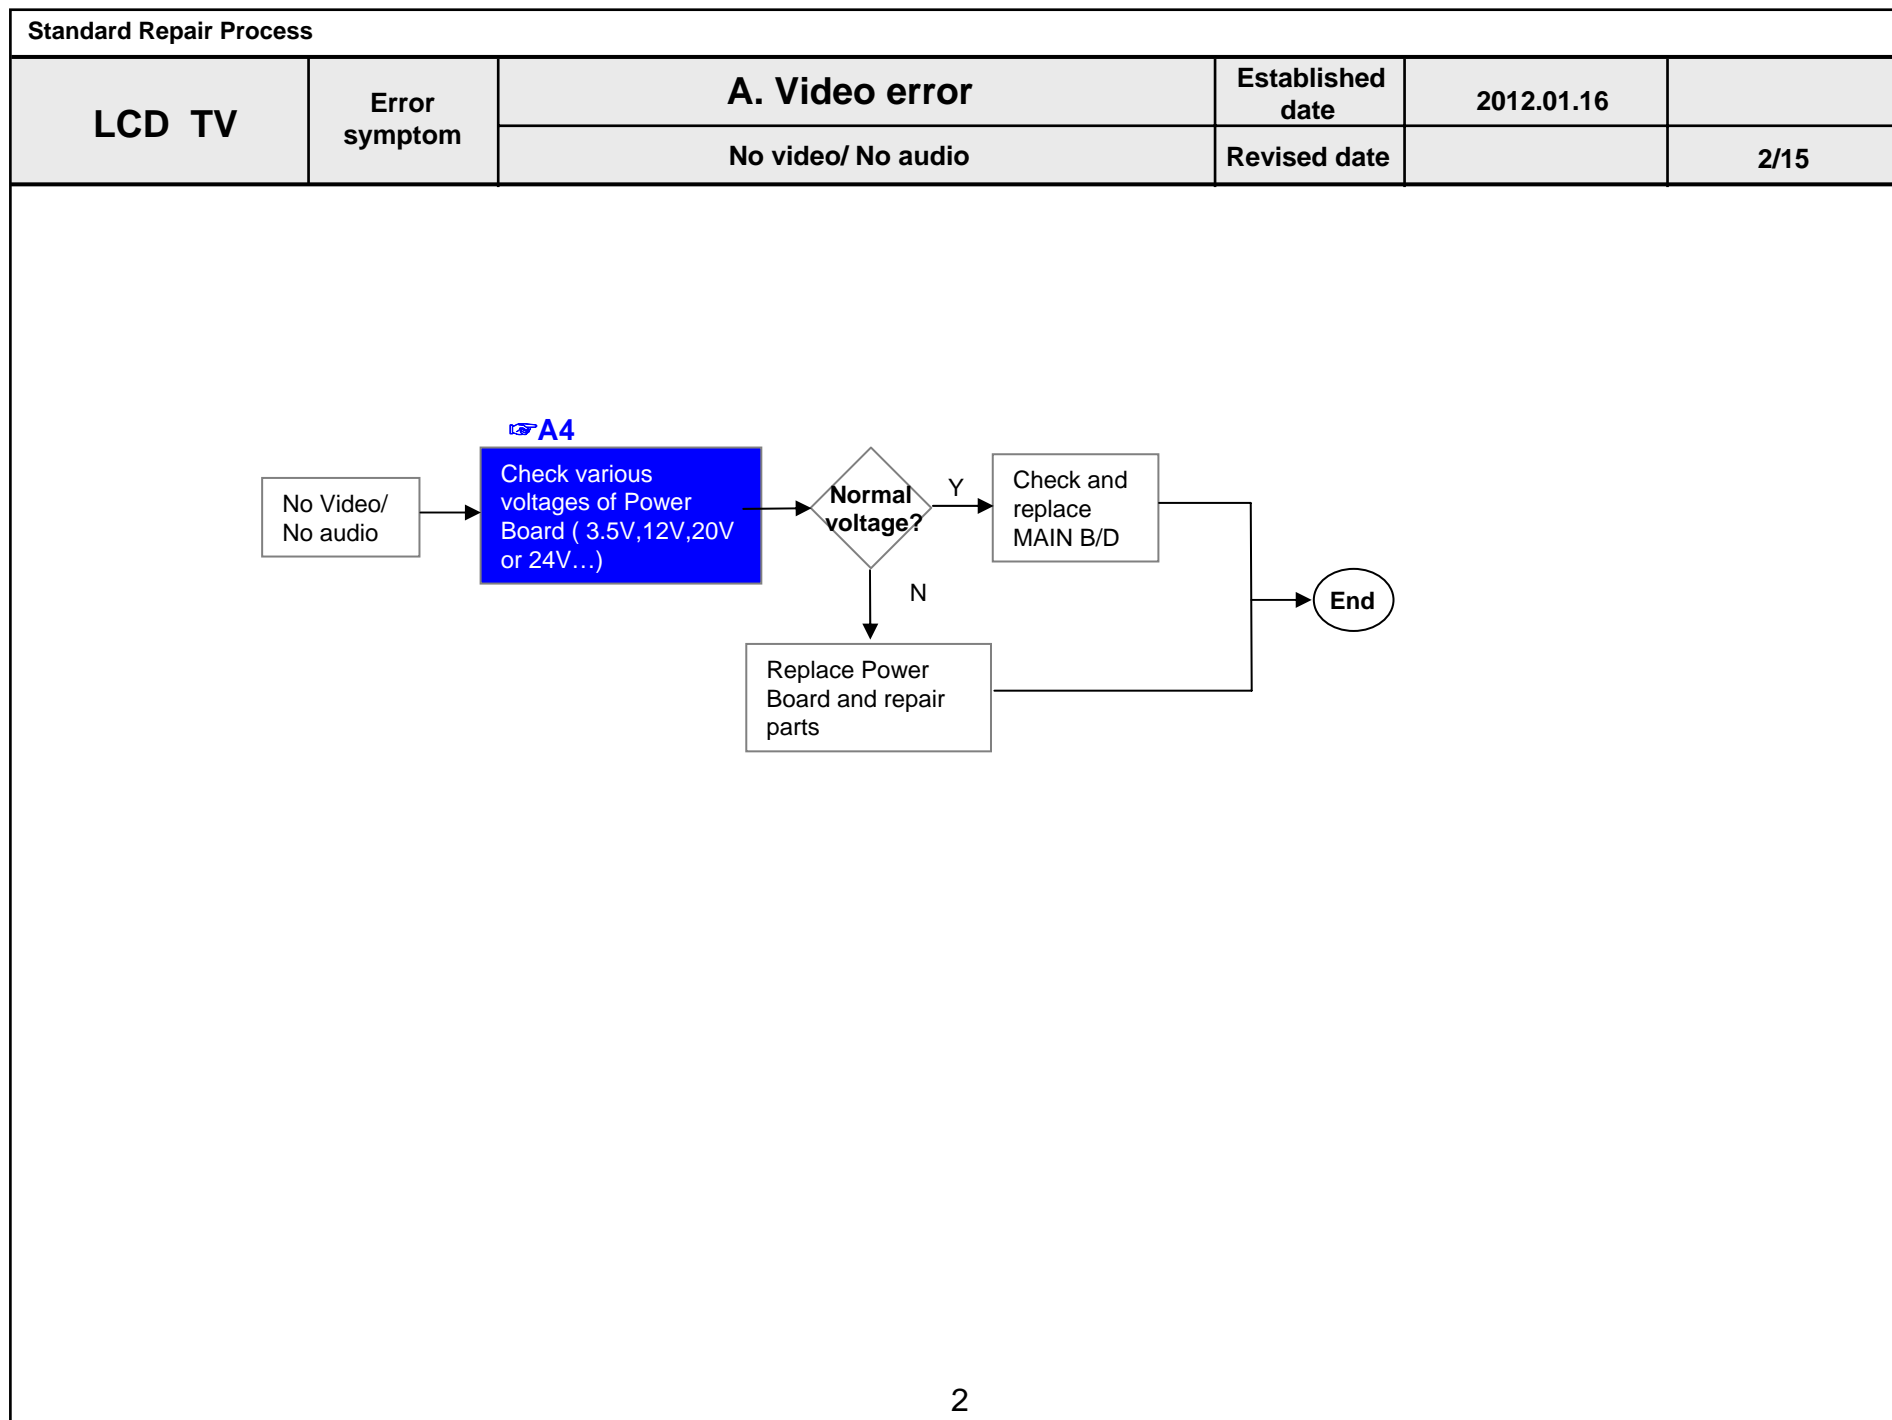 Standard Repair Process
LCD TV
Error
symptom
A. Video error
No video/ No audio
Established
date
2012.01.16
Revised date
2/15
☞A4
No Video/
No audio
Check various
voltages of Power
Board ( 3.5V,12V,20V
or 24V…)
Normal
voltage?
Y
Check and
replace
MAIN B/D
N
Replace Power
Board and repair
parts
End
2